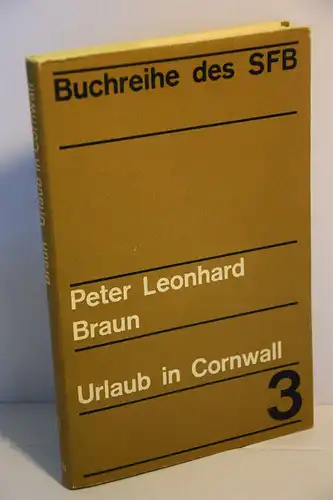 Buchreihe des SFB
Peter Leonhard
Braun
Urlaub in Cornwall
3
Braun Urlaub in Cornwall